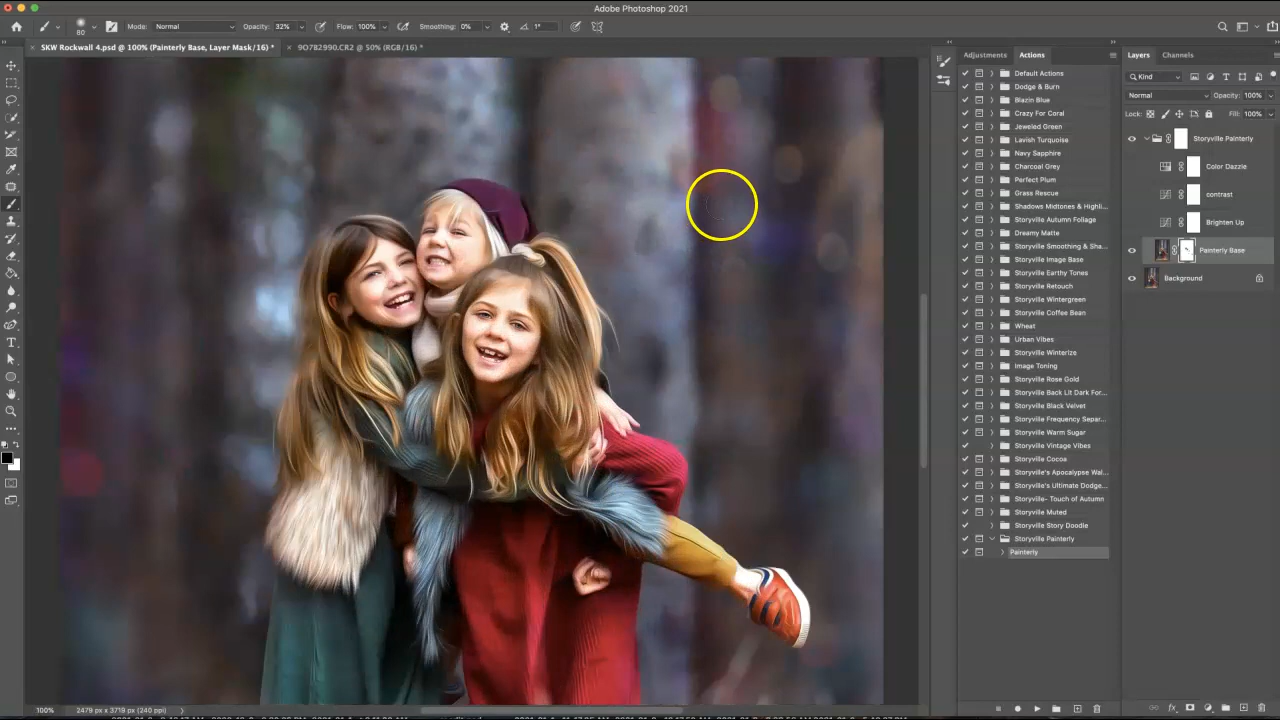 Adobe Photoshop 2021
80 Mode: Normal Opacity: 32% Flow: 100% Smoothing: 0% 1°
SKW Rockwall 4.psd @ 100% (Painterly Base, Layer Mask/16) * 9O7B2990.CR2 @ 50% (RGB/16) *
Adjustments Actions
Default Actions
Dodge & Burn
Blazin Blue
Crazy For Coral
Jeweled Green
Lavish Turquoise
Navy Sapphire
Charcoal Grey
Perfect Plum
Grass Rescue
Shadows Midtones & Highli...
Storyville Autumn Foliage
Dreamy Matte
Storyville Smoothing & Sha...
Storyville Image Base
Storyville Earthy Tones
Storyville Retouch
Storyville Wintergreen
Storyville Coffee Bean
Wheat
Urban Vibes
Storyville Winterize
Image Toning
Storyville Rose Gold
Storyville Back Lit Dark For...
Storyville Black Velvet
Storyville Frequency Separ...
Storyville Warm Sugar
Storyville Vintage Vibes
Storyville Cocoa
Storyville's Apocalypse Wal...
Storyville's Ultimate Dodge...
Storyville- Touch of Autumn
Storyville Muted
Storyville Story Doodle
Storyville Painterly
Painterly
Layers Channels
Kind
Normal Opacity: 100%
Lock: Fill: 100%
Storyville Painterly
Color Dazzle
contrast
Brighten Up
Painterly Base
Background
100% 2479 px x 3719 px (240 ppi)